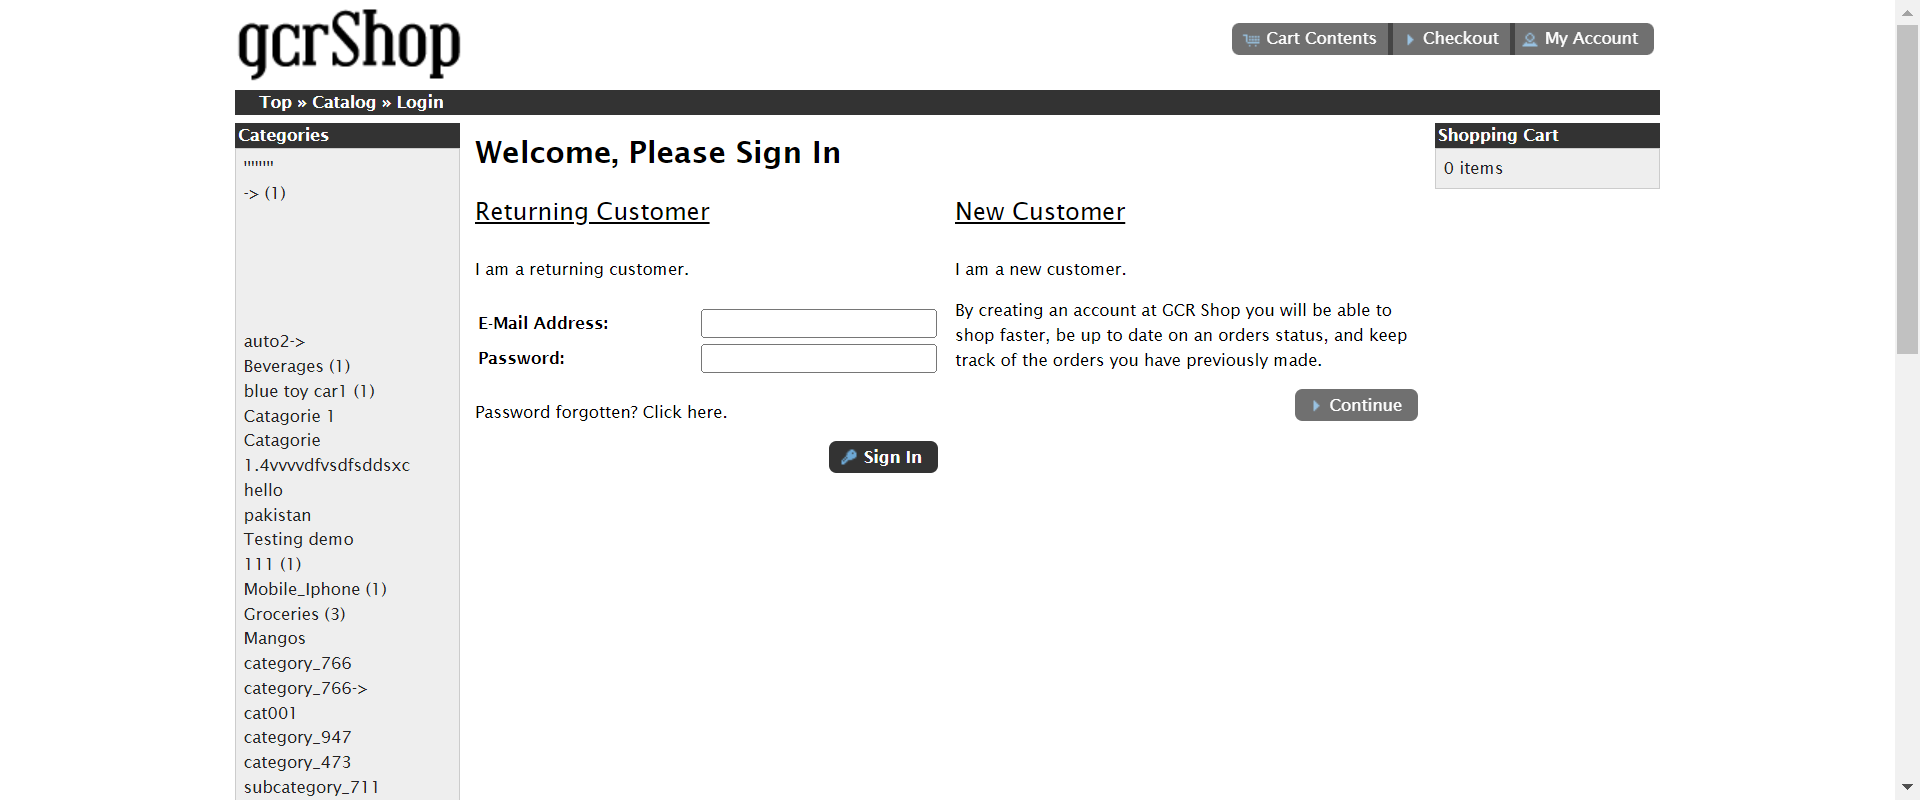 gcrShop
Cart Contents
Checkout
My Account
Top » Catalog » Login
Categories
"""""
-> (1)
auto2->
Beverages (1)
blue toy car1 (1)
Catagorie 1
Catagorie
1.4vvvvdfvsdfsddsxc
hello
pakistan
Testing demo
111 (1)
Mobile_Iphone (1)
Groceries (3)
Mangos
category_766
category_766->
cat001
category_947
category_473
subcategory_711
Welcome, Please Sign In
Returning Customer
I am a returning customer.
E-Mail Address:
Password:
Password forgotten? Click here.
Sign In
New Customer
I am a new customer.
By creating an account at GCR Shop you will be able to
shop faster, be up to date on an orders status, and keep
track of the orders you have previously made.
Continue
Shopping Cart
0 items